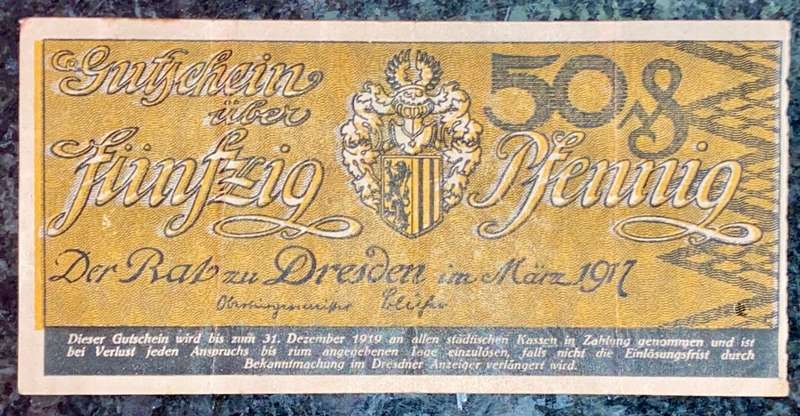 Gutschein
über
Fünfzig
50 ₰
Pfennig
Der Rat zu Dresden im März 1917
Oberbürgermeister Blüher
Dieser Gutschein wird bis zum 31. Dezember 1919 an allen städtischen Kassen in Zahlung genommen und ist
bei Verlust jeden Anspruchs bis zum angegebenen Tage einzulösen, falls nicht die Einlösungsfrist durch
Bekanntmachung im Dresdner Anzeiger verlängert wird.